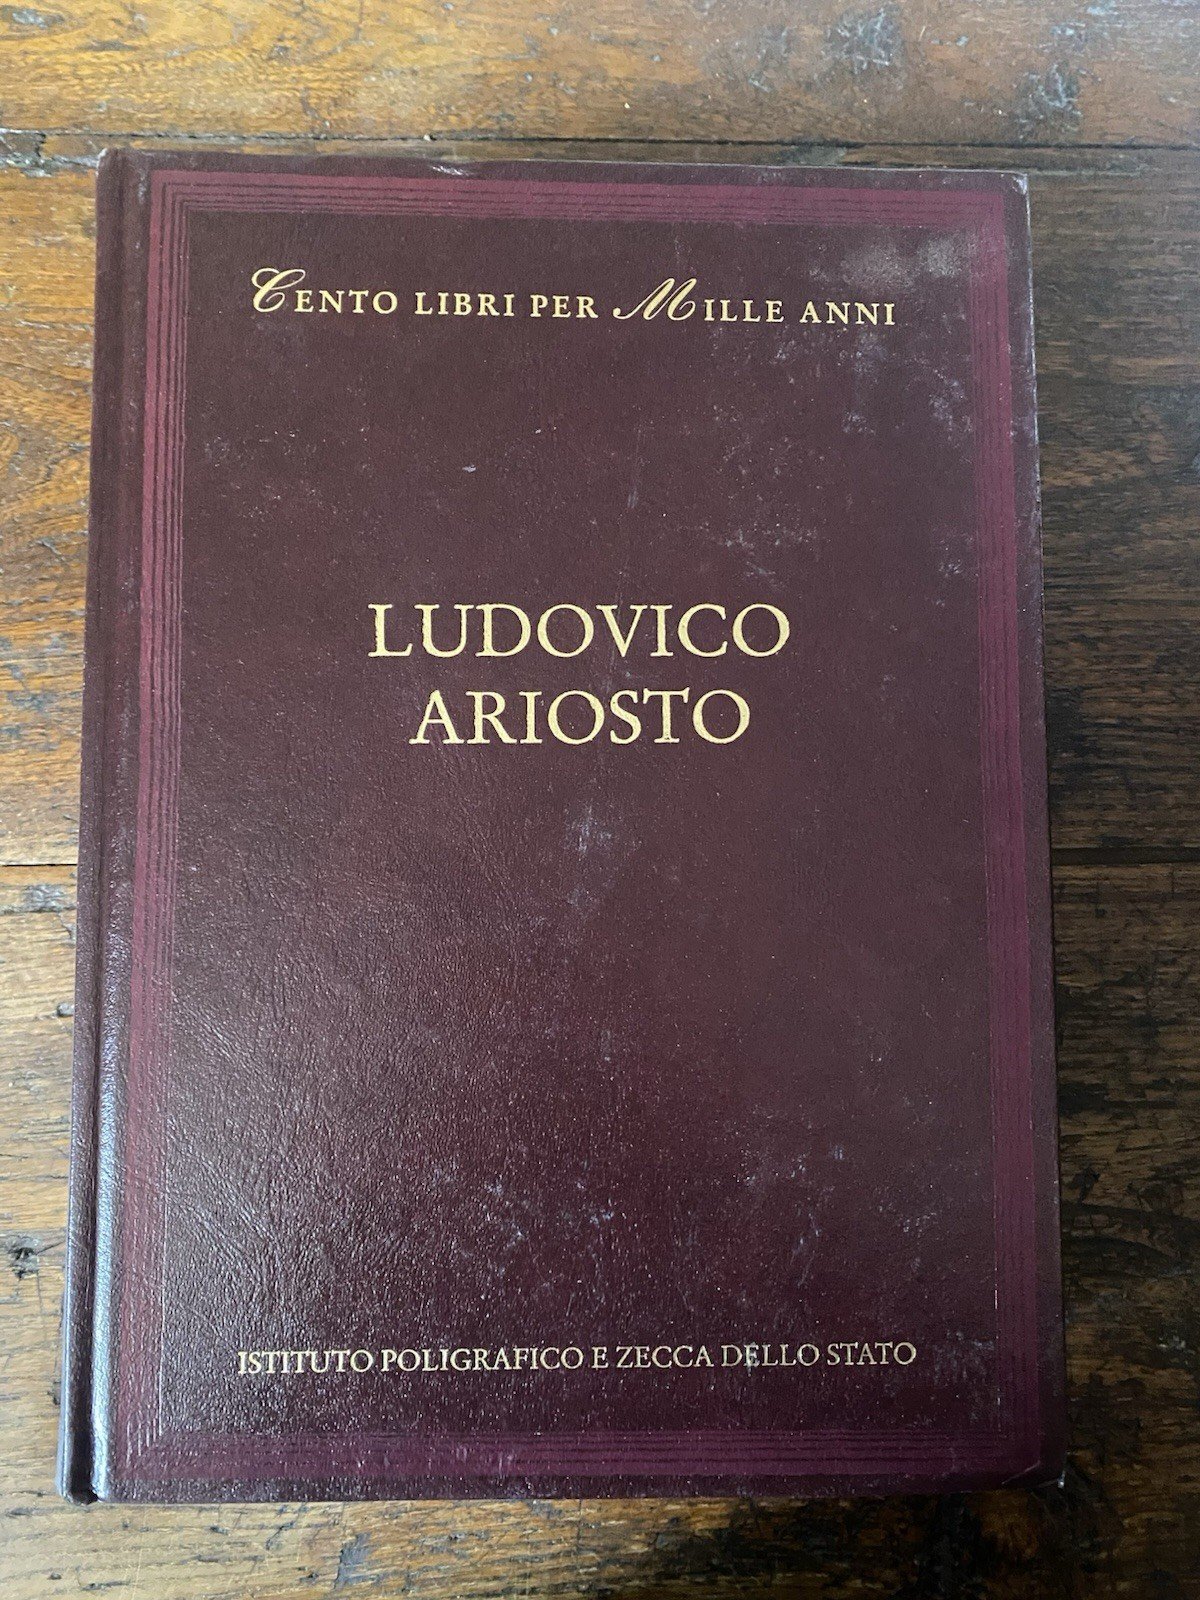 CENTO LIBRI PER MILLE ANNI
LUDOVICO
ARIOSTO
ISTITUTO POLIGRAFICO E ZECCA DELLO STATO